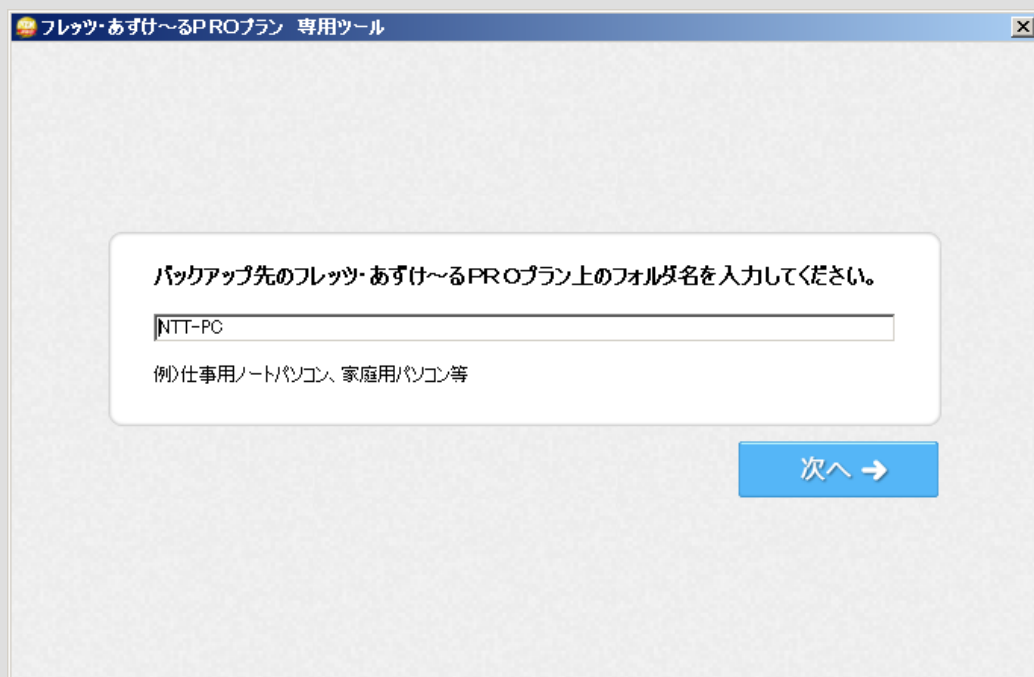 フレッツ・あずけ～るPROプラン 専用ツール
バックアップ先のフレッツ・あずけ～るPROプラン上のフォルダ名を入力してください。
NTT-PC
例)仕事用ノートパソコン、家庭用パソコン等
次へ →